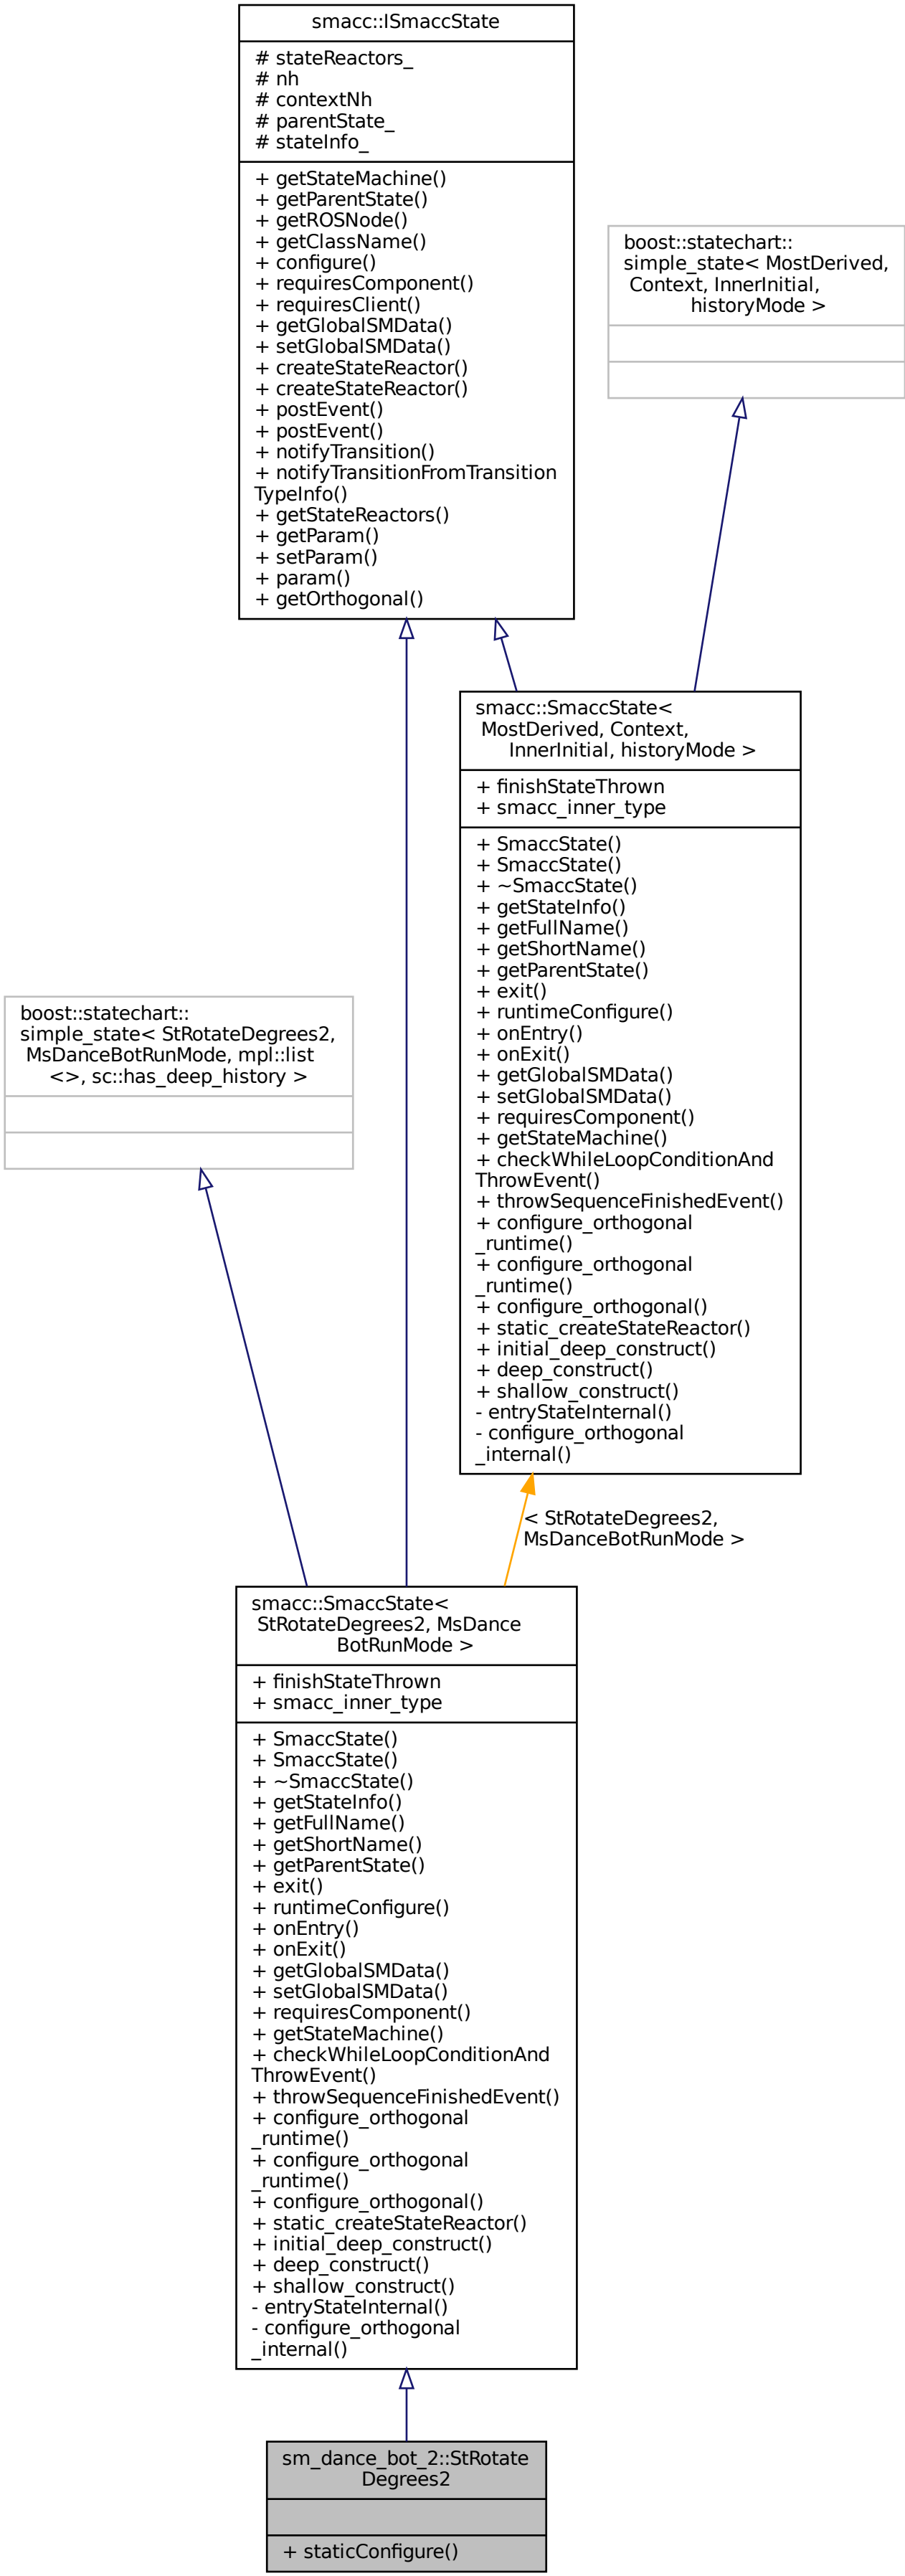 smacc::ISmaccState
# stateReactors_
# nh
# contextNh
# parentState_
# stateInfo_
+ getStateMachine()
+ getParentState()
+ getROSNode()
+ getClassName()
+ configure()
+ requiresComponent()
+ requiresClient()
+ getGlobalSMData()
+ setGlobalSMData()
+ createStateReactor()
+ createStateReactor()
+ postEvent()
+ postEvent()
+ notifyTransition()
+ notifyTransitionFromTransition
TypeInfo()
+ getStateReactors()
+ getParam()
+ setParam()
+ param()
+ getOrthogonal()
boost::statechart::
simple_state< MostDerived,
Context, InnerInitial,
historyMode >
smacc::SmaccState<
MostDerived, Context,
InnerInitial, historyMode >
+ finishStateThrown
+ smacc_inner_type
+ SmaccState()
+ SmaccState()
+ ~SmaccState()
+ getStateInfo()
+ getFullName()
+ getShortName()
+ getParentState()
+ exit()
+ runtimeConfigure()
+ onEntry()
+ onExit()
+ getGlobalSMData()
+ setGlobalSMData()
+ requiresComponent()
+ getStateMachine()
+ checkWhileLoopConditionAnd
ThrowEvent()
+ throwSequenceFinishedEvent()
+ configure_orthogonal
_runtime()
+ configure_orthogonal
_runtime()
+ configure_orthogonal()
+ static_createStateReactor()
+ initial_deep_construct()
+ deep_construct()
+ shallow_construct()
- entryStateInternal()
- configure_orthogonal
_internal()
boost::statechart::
simple_state< StRotateDegrees2,
MsDanceBotRunMode, mpl::list
<>, sc::has_deep_history >
< StRotateDegrees2,
MsDanceBotRunMode >
smacc::SmaccState<
StRotateDegrees2, MsDance
BotRunMode >
+ finishStateThrown
+ smacc_inner_type
+ SmaccState()
+ SmaccState()
+ ~SmaccState()
+ getStateInfo()
+ getFullName()
+ getShortName()
+ getParentState()
+ exit()
+ runtimeConfigure()
+ onEntry()
+ onExit()
+ getGlobalSMData()
+ setGlobalSMData()
+ requiresComponent()
+ getStateMachine()
+ checkWhileLoopConditionAnd
ThrowEvent()
+ throwSequenceFinishedEvent()
+ configure_orthogonal
_runtime()
+ configure_orthogonal
_runtime()
+ configure_orthogonal()
+ static_createStateReactor()
+ initial_deep_construct()
+ deep_construct()
+ shallow_construct()
- entryStateInternal()
- configure_orthogonal
_internal()
sm_dance_bot_2::StRotate
Degrees2
+ staticConfigure()